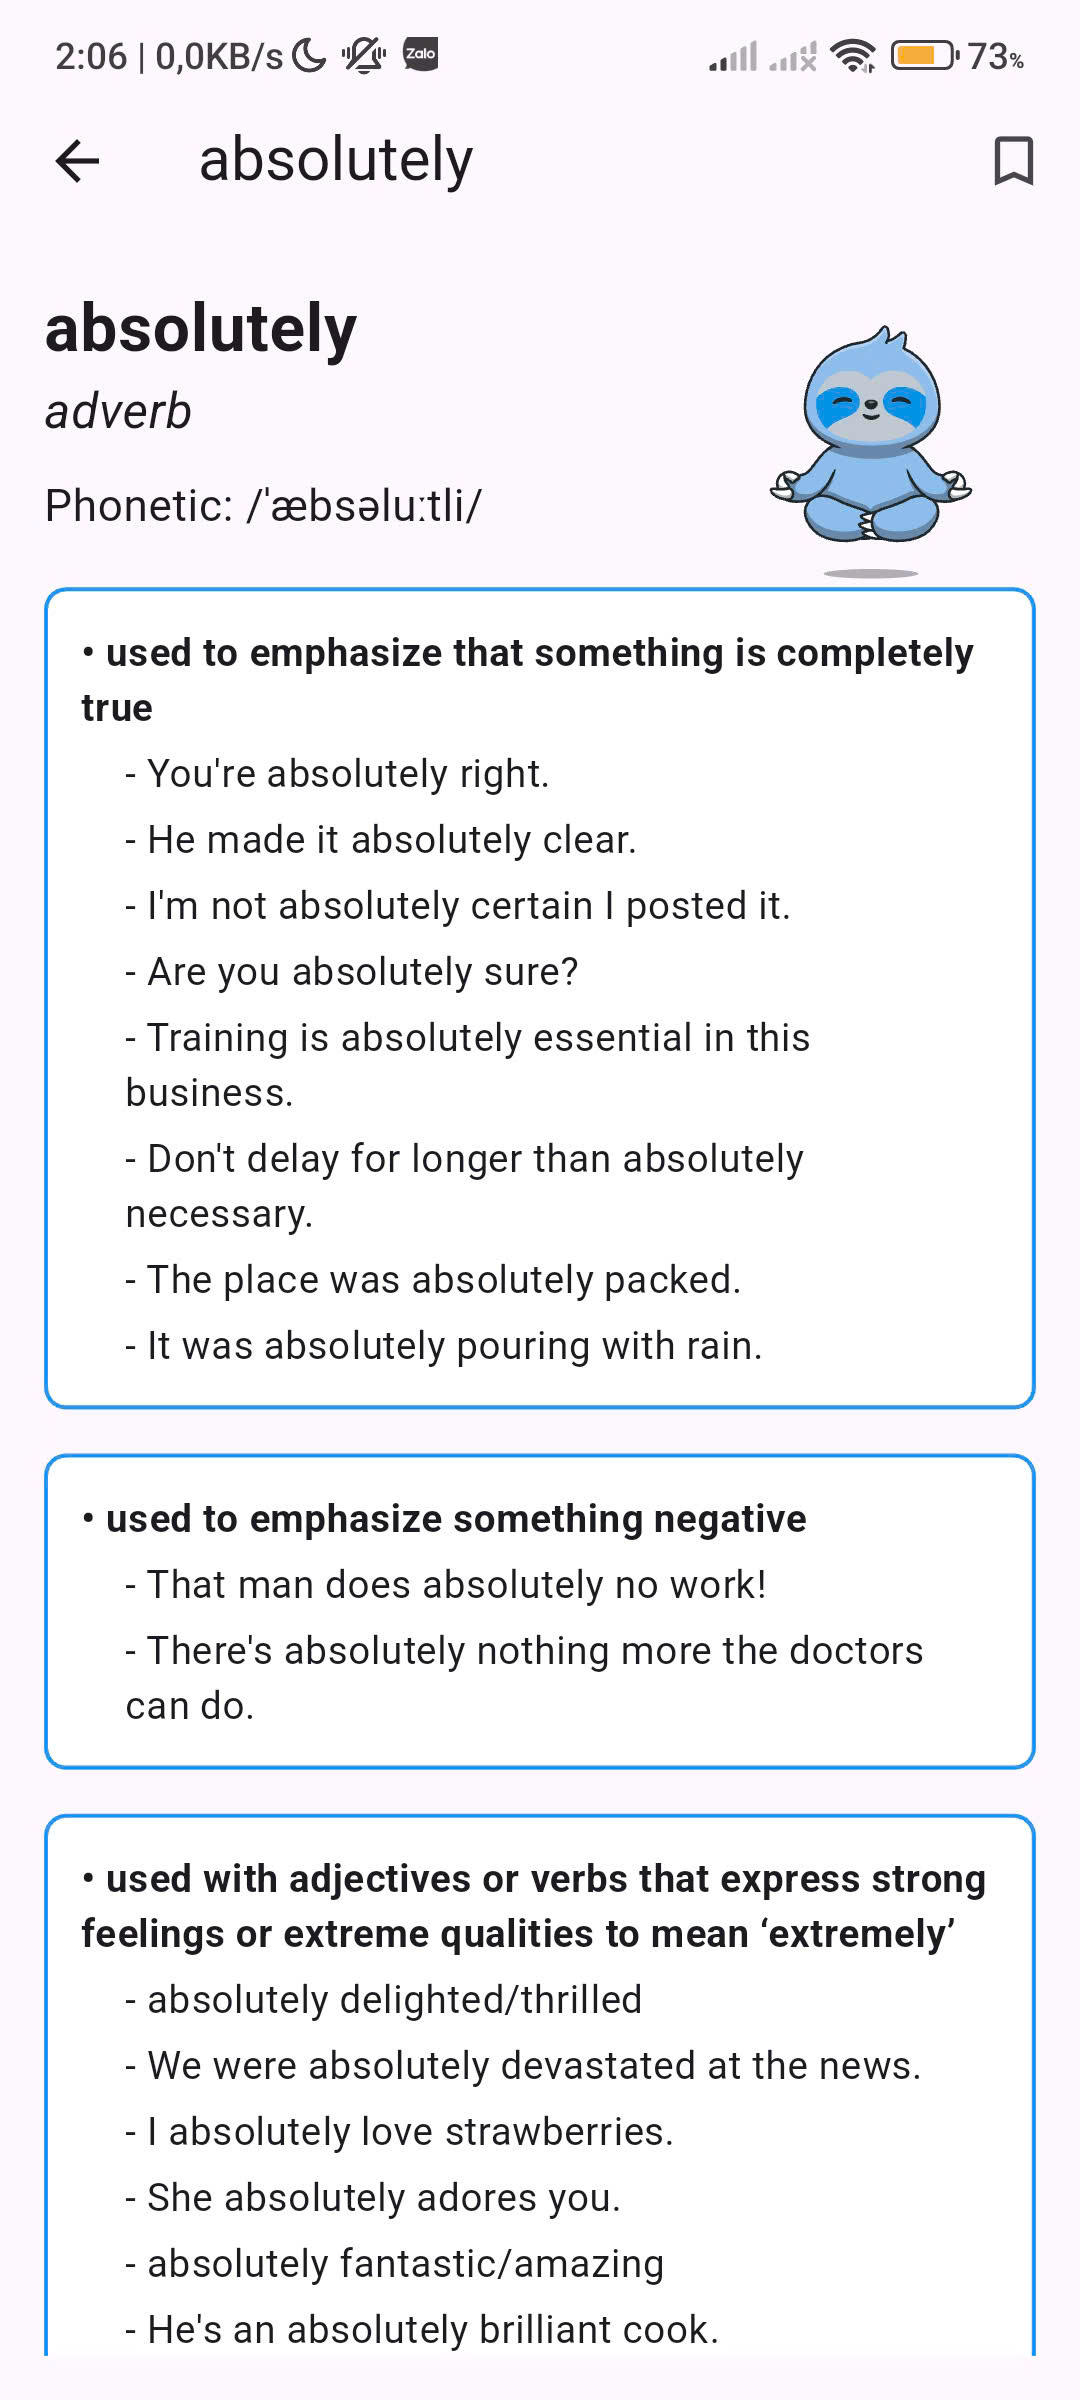 2:06 | 0,0KB/s Zalo 73%
absolutely
absolutely
adverb
Phonetic: /ˈæbsəluːtli/
• used to emphasize that something is completely
true
- You're absolutely right.
- He made it absolutely clear.
- I'm not absolutely certain I posted it.
- Are you absolutely sure?
- Training is absolutely essential in this
business.
- Don't delay for longer than absolutely
necessary.
- The place was absolutely packed.
- It was absolutely pouring with rain.
• used to emphasize something negative
- That man does absolutely no work!
- There's absolutely nothing more the doctors
can do.
• used with adjectives or verbs that express strong
feelings or extreme qualities to mean ‘extremely’
- absolutely delighted/thrilled
- We were absolutely devastated at the news.
- I absolutely love strawberries.
- She absolutely adores you.
- absolutely fantastic/amazing
- He's an absolutely brilliant cook.